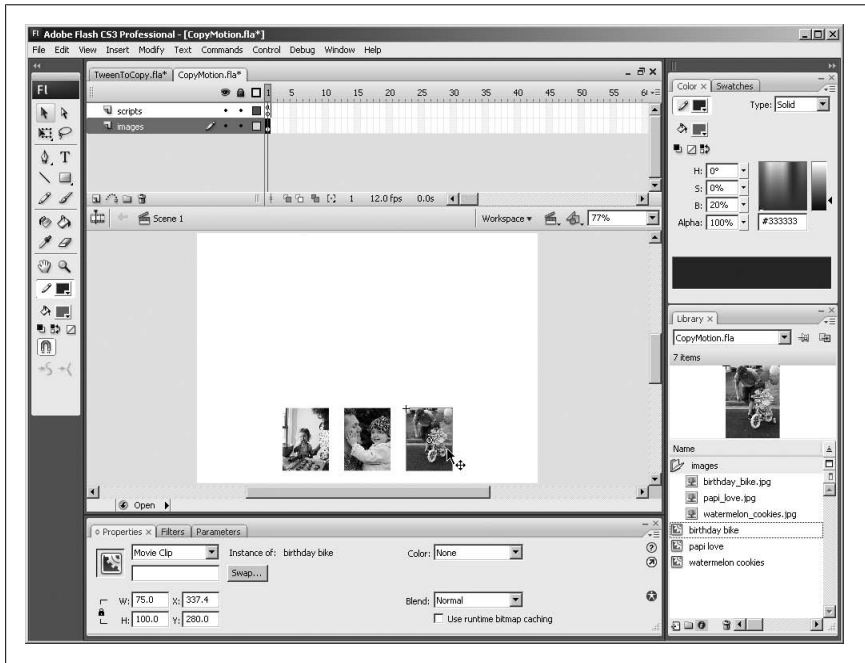 Fl Adobe Flash CS3 Professional - [CopyMotion.fla*]
File Edit View Insert Modify Text Commands Control Debug Window Help
Fl
TweenToCopy.fla* CopyMotion.fla*
1 5 10 15 20 25 30 35 40 45 50 55 6
scripts
images
1 12.0 fps 0.0s
Scene 1
Workspace
77%
Open
Color × Swatches
Type: Solid
H: 0°
S: 0%
B: 20%
Alpha: 100%
#333333
Library ×
CopyMotion.fla
7 items
Name
images
birthday_bike.jpg
papi_love.jpg
watermelon_cookies.jpg
birthday bike
papi love
watermelon cookies
Properties × Filters Parameters
Movie Clip
Instance of: birthday bike
Color: None
Swap...
W: 75.0 X: 337.4
H: 100.0 Y: 280.0
Blend: Normal
Use runtime bitmap caching